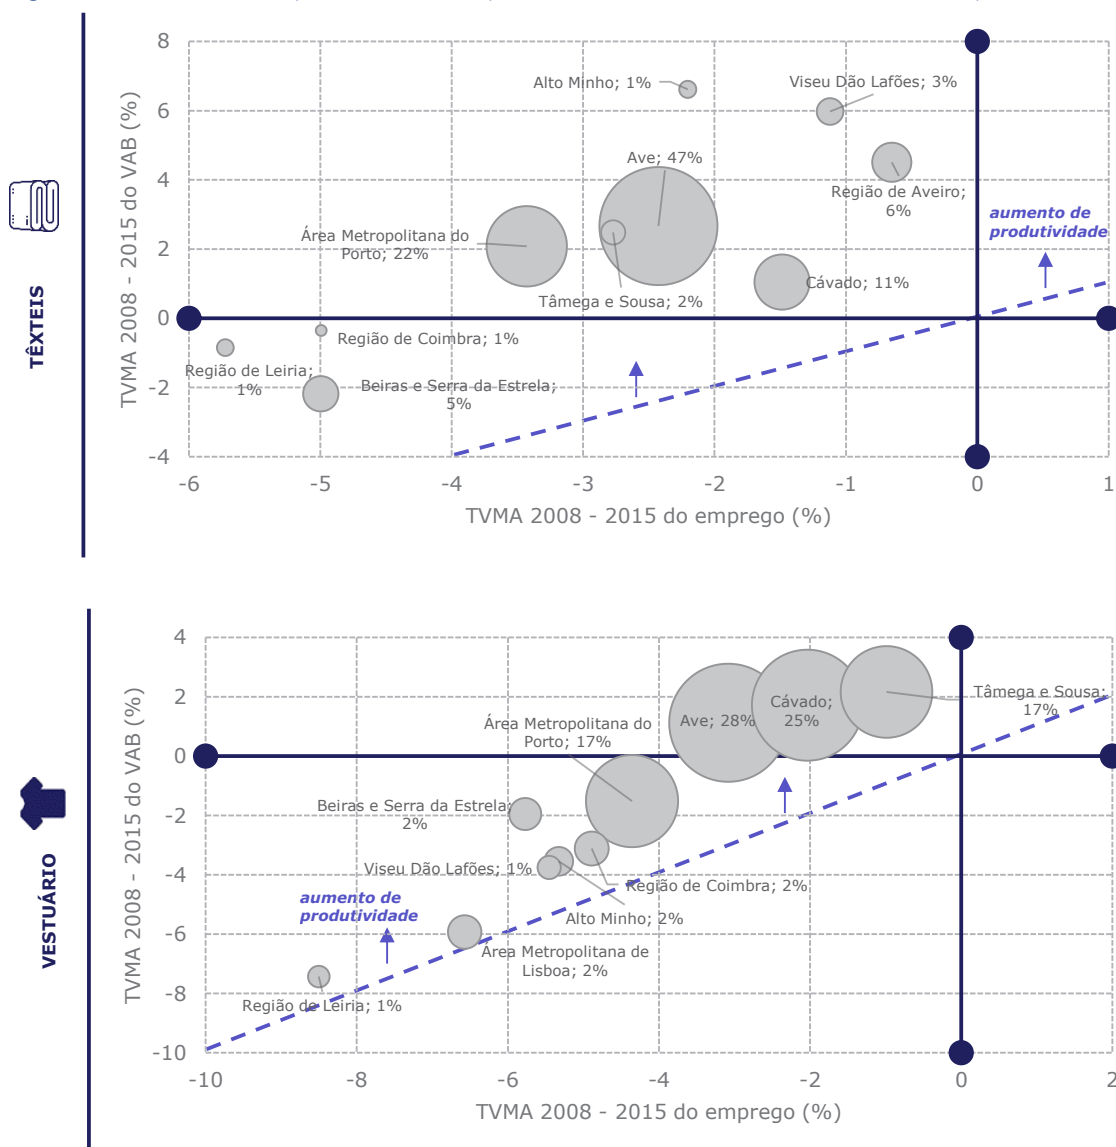 8
6
4
2
0
-2
-4
-6
-5
-4
-3
-2
-1
0
1
TVMA 2008 - 2015 do VAB (%)
TVMA 2008 - 2015 do emprego (%)
TÊXTEIS
Alto Minho; 1%
Viseu Dão Lafões; 3%
Ave; 47%
Região de Aveiro;
6%
aumento de
produtividade
Área Metropolitana do
Porto; 22%
Cávado; 11%
Tâmega e Sousa; 2%
Região de Coimbra; 1%
Região de Leiria;
1%
Beiras e Serra da Estrela;
5%
4
2
0
-2
-4
-6
-8
-10
-10
-8
-6
-4
-2
0
2
TVMA 2008 - 2015 do VAB (%)
TVMA 2008 - 2015 do emprego (%)
VESTUÁRIO
Tâmega e Sousa;
17%
Cávado;
25%
Ave; 28%
Área Metropolitana do
Porto; 17%
Beiras e Serra da Estrela;
2%
Viseu Dão Lafões; 1%
Região de Coimbra; 2%
aumento de
produtividade
Alto Minho; 2%
Área Metropolitana de
Lisboa; 2%
Região de Leiria; 1%